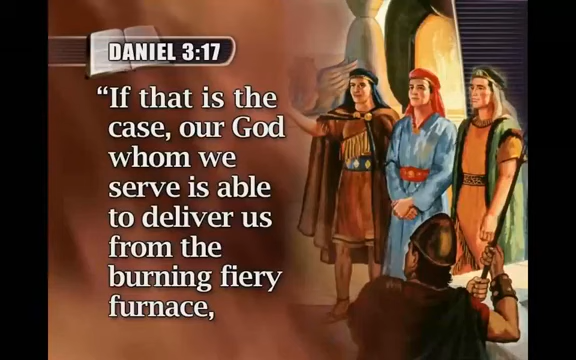 DANIEL 3:17
“If that is the
case, our God
whom we
serve is able
to deliver us
from the
burning fiery
furnace,